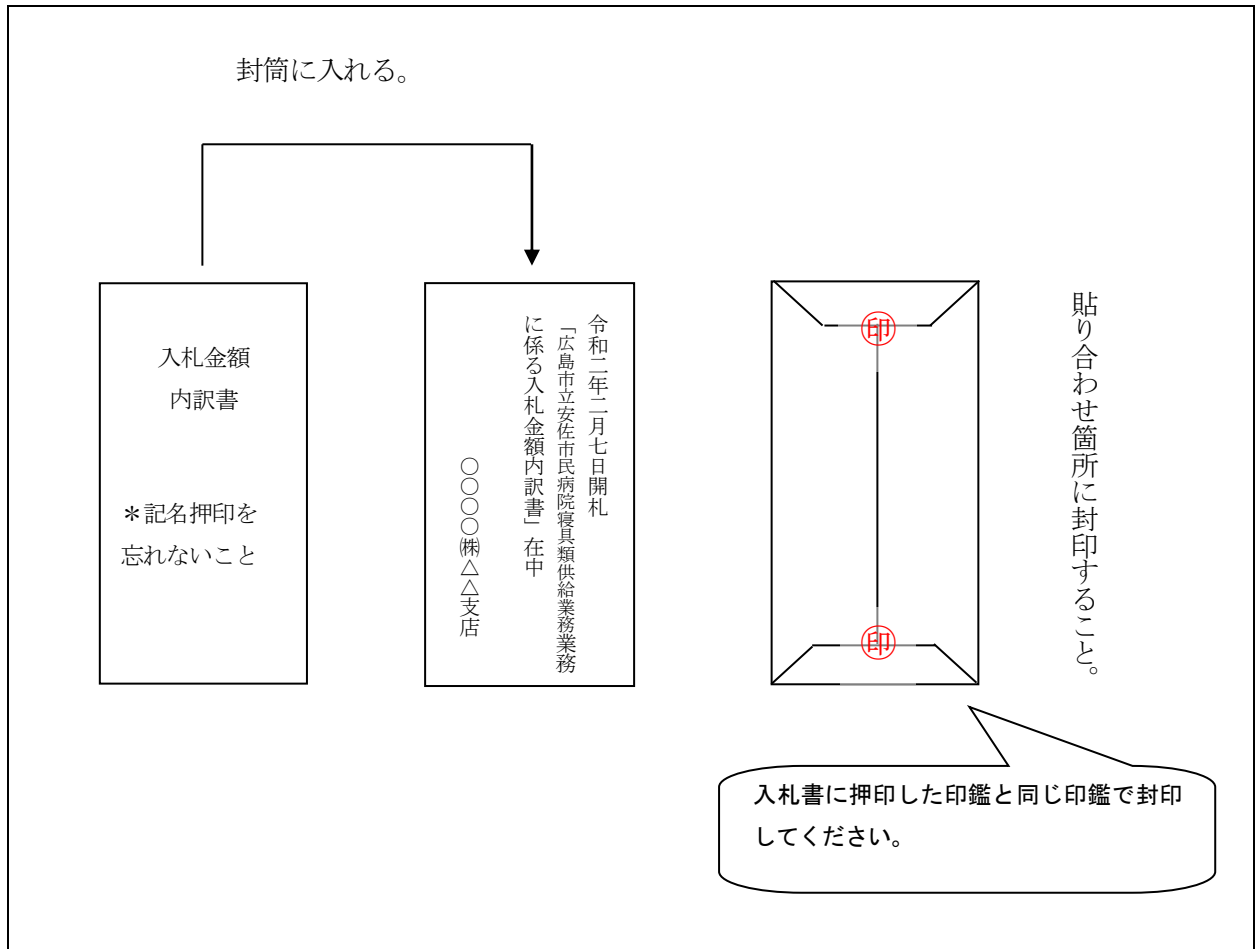 封筒に入れる。
入札金額
内訳書
＊記名押印を
忘れないこと
令和二年二月七日開札
「広島市立安佐市民病院寝具類供給業務業務
に係る入札金額内訳書」在中
〇〇〇〇㈱△△支店
印
印
貼り合わせ箇所に封印すること。
入札書に押印した印鑑と同じ印鑑で封印
してください。